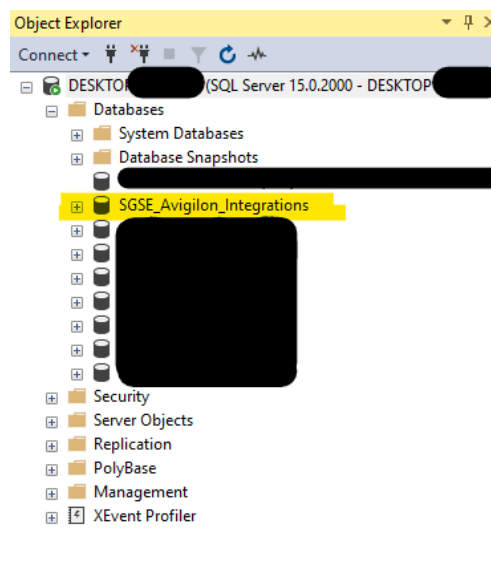 Object Explorer
Connect
(SQL Server 15.0.2000 - DESKTOP
Databases
System Databases
Database Snapshots
SGSE_Avigilon_Integrations
Security
Server Objects
Replication
PolyBase
Management
XEvent Profiler